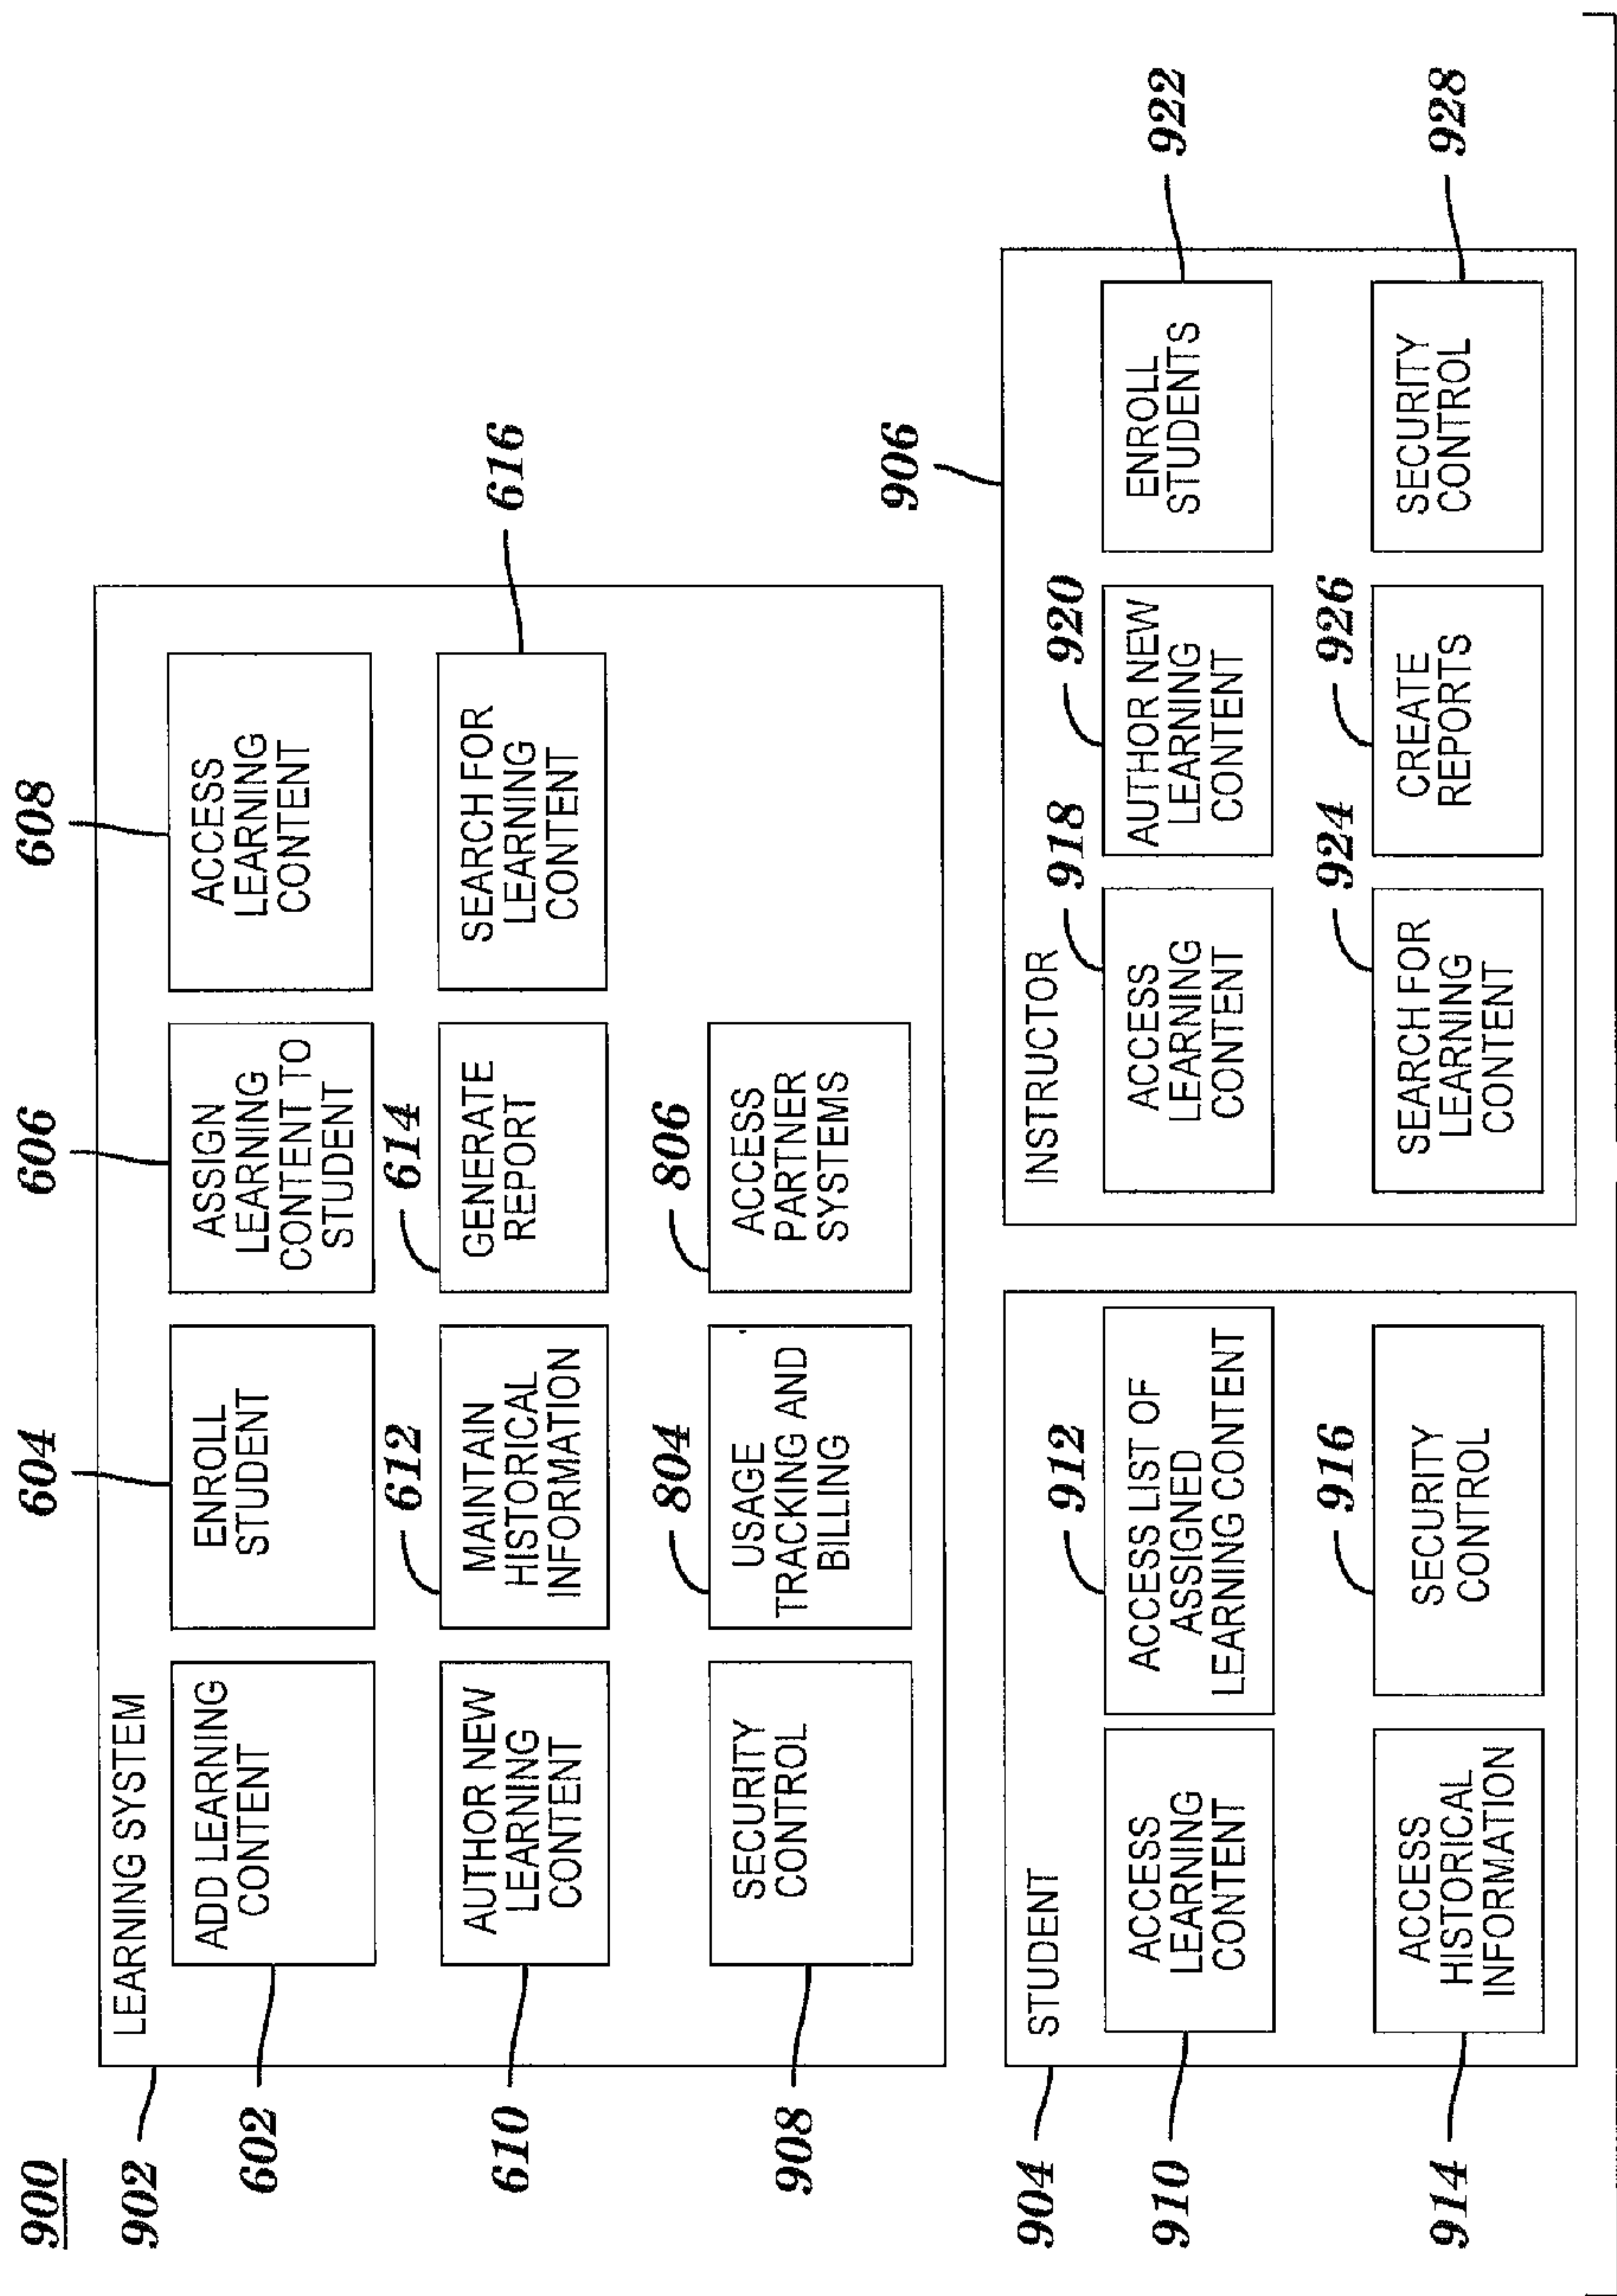 900
902
LEARNING SYSTEM
604
606
608
602
ADD LEARNING
CONTENT
ENROLL
STUDENT
ASSIGN
LEARNING
CONTENT TO
STUDENT
ACCESS
LEARNING
CONTENT
612
614
616
610
AUTHOR NEW
LEARNING
CONTENT
MAINTAIN
HISTORICAL
INFORMATION
GENERATE
REPORT
SEARCH FOR
LEARNING
CONTENT
804
806
908
SECURITY
CONTROL
USAGE
TRACKING AND
BILLING
ACCESS
PARTNER
SYSTEMS
904
STUDENT
912
910
ACCESS
LEARNING
CONTENT
ACCESS LIST OF
ASSIGNED
LEARNING CONTENT
916
914
ACCESS
HISTORICAL
INFORMATION
SECURITY
CONTROL
906
INSTRUCTOR
918
920
922
ACCESS
LEARNING
CONTENT
AUTHOR NEW
LEARNING
CONTENT
ENROLL
STUDENTS
924
926
928
SEARCH FOR
LEARNING
CONTENT
CREATE
REPORTS
SECURITY
CONTROL